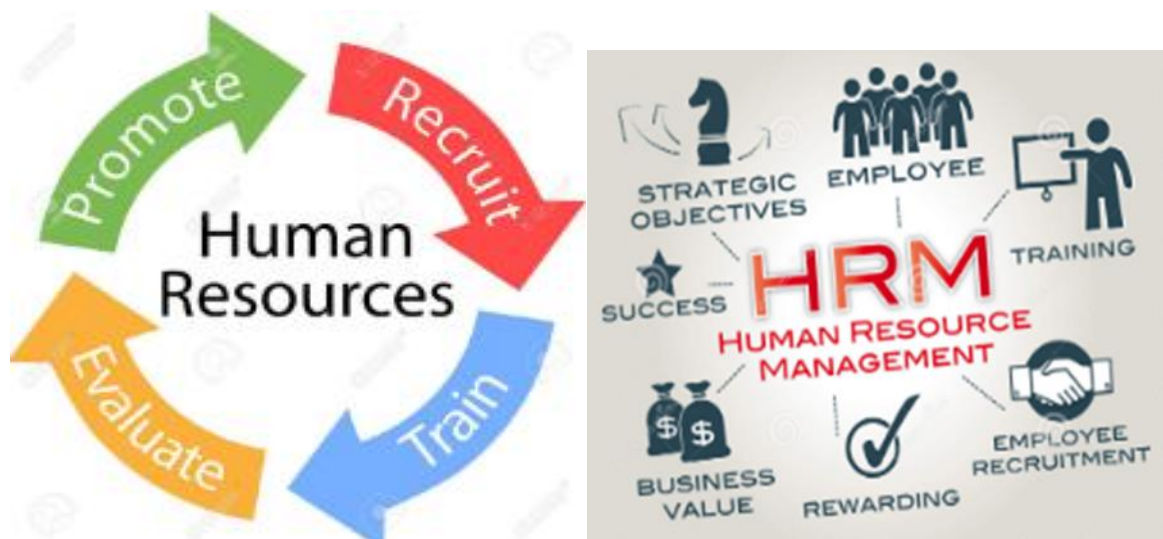 Promote
Recruit
Human
Resources
Evaluate
Train
STRATEGIC
OBJECTIVES
EMPLOYEE
TRAINING
SUCCESS
HRM
HUMAN RESOURCE
MANAGEMENT
BUSINESS
VALUE
$ $
REWARDING
EMPLOYEE
RECRUITMENT